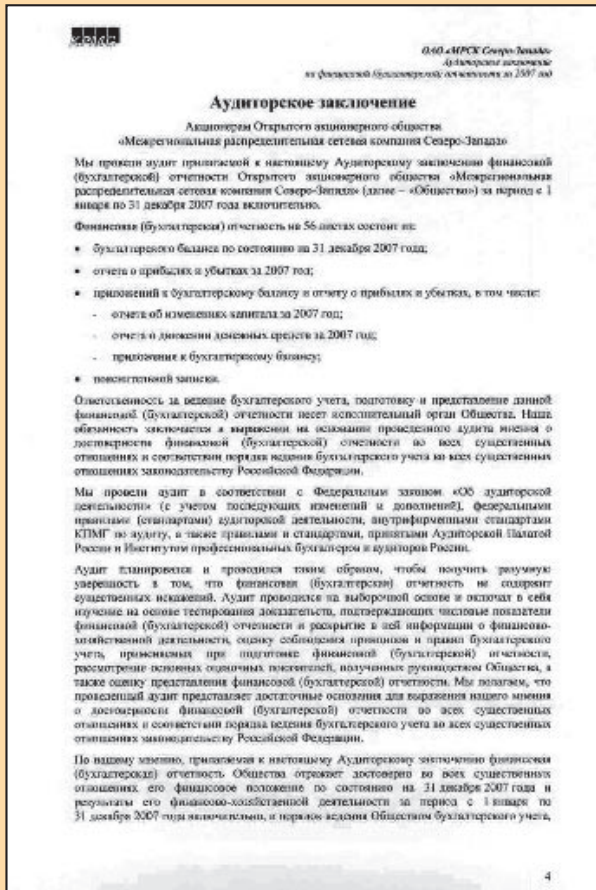 KPMG
ОАО «МРСК Северо-Запада»
Аудиторское заключение
по финансовой (бухгалтерской) отчетности за 2007 год
Аудиторское заключение
Акционерам Открытого акционерного общества
«Межрегиональная распределительная сетевая компания Северо-Запада»
Мы провели аудит прилагаемой к настоящему Аудиторскому заключению финансовой
(бухгалтерской) отчетности Открытого акционерного общества «Межрегиональная
распределительная сетевая компания Северо-Запада» (далее – «Общество») за период с 1
января по 31 декабря 2007 года включительно.
Финансовая (бухгалтерская) отчетность на 56 листах состоит из:
• бухгалтерского баланса по состоянию на 31 декабря 2007 года;
• отчета о прибылях и убытках за 2007 год;
• приложений к бухгалтерскому балансу и отчету о прибылях и убытках, в том числе:
- отчета об изменениях капитала за 2007 год;
- отчета о движении денежных средств за 2007 год;
- приложения к бухгалтерскому балансу;
• пояснительной записки.
Ответственность за ведение бухгалтерского учета, подготовку и представление данной
финансовой (бухгалтерской) отчетности несет исполнительный орган Общества. Наша
обязанность заключается в выражении на основании проведенного аудита мнения о
достоверности финансовой (бухгалтерской) отчетности во всех существенных
отношениях и соответствии порядка ведения бухгалтерского учета во всех существенных
отношениях законодательству Российской Федерации.
Мы провели аудит в соответствии с Федеральным законом «Об аудиторской
деятельности» (с учетом последующих изменений и дополнений), федеральными
правилами (стандартами) аудиторской деятельности, внутрифирменными стандартами
КПМГ по аудиту, а также правилами и стандартами, принятыми Аудиторской Палатой
России и Институтом профессиональных бухгалтеров и аудиторов России.
Аудит планировался и проводился таким образом, чтобы получить разумную
уверенность в том, что финансовая (бухгалтерская) отчетность не содержит
существенных искажений. Аудит проводился на выборочной основе и включал в себя
изучение на основе тестирования доказательств, подтверждающих числовые показатели
финансовой (бухгалтерской) отчетности и раскрытие в ней информации о финансово-
хозяйственной деятельности, оценку соблюдения принципов и правил бухгалтерского
учета, применяемых при подготовке финансовой (бухгалтерской) отчетности,
рассмотрение основных оценочных показателей, полученных руководством Общества, а
также оценку представления финансовой (бухгалтерской) отчетности. Мы полагаем, что
проведенный аудит представляет достаточные основания для выражения нашего мнения
о достоверности финансовой (бухгалтерской) отчетности во всех существенных
отношениях и соответствии порядка ведения бухгалтерского учета во всех существенных
отношениях законодательству Российской Федерации.
По нашему мнению, прилагаемая к настоящему Аудиторскому заключению финансовая
(бухгалтерская) отчетность Общества отражает достоверно во всех существенных
отношениях его финансовое положение по состоянию на 31 декабря 2007 года и
результаты его финансово-хозяйственной деятельности за период с 1 января по
31 декабря 2007 года включительно, и порядок ведения Обществом бухгалтерского учета,
4